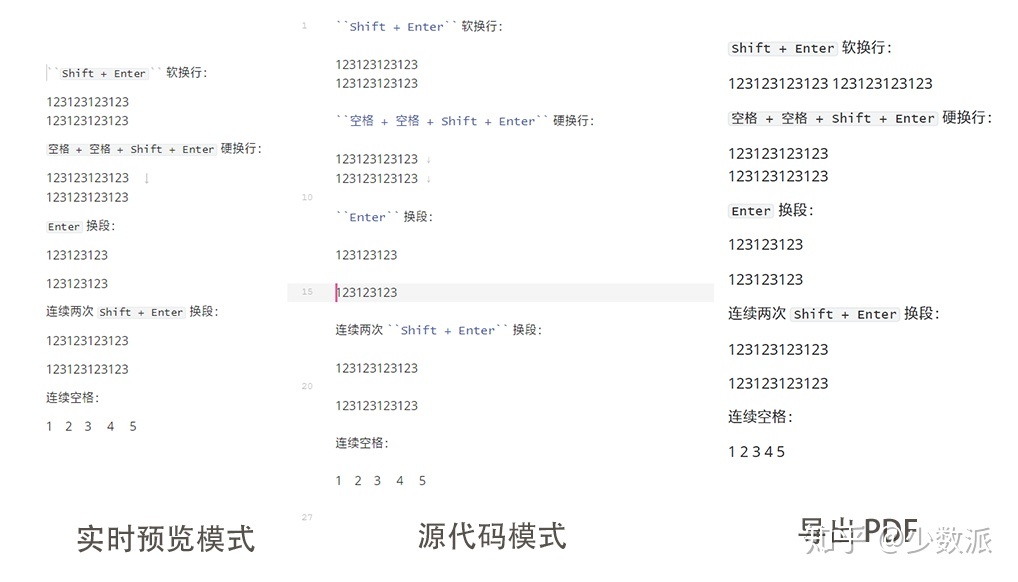 ``Shift + Enter`` 软换行：
123123123123
123123123123
空格 + 空格 + Shift + Enter 硬换行：
123123123123 ↓
123123123123
Enter 换段：
123123123
123123123
连续两次 Shift + Enter 换段：
123123123123
123123123123
连续空格：
1 2 3 4 5
实时预览模式
1
``Shift + Enter`` 软换行：
123123123123
123123123123
``空格 + 空格 + Shift + Enter`` 硬换行：
123123123123 ↓
123123123123 ↓
10
``Enter`` 换段：
123123123
15
123123123
连续两次 ``Shift + Enter`` 换段：
123123123123
20
123123123123
连续空格：
1 2 3 4 5
27
源代码模式
Shift + Enter 软换行：
123123123123 123123123123
空格 + 空格 + Shift + Enter 硬换行：
123123123123
123123123123
Enter 换段：
123123123
123123123
连续两次 Shift + Enter 换段：
123123123123
123123123123
连续空格：
1 2 3 4 5
导出 PDF
知乎 @少数派